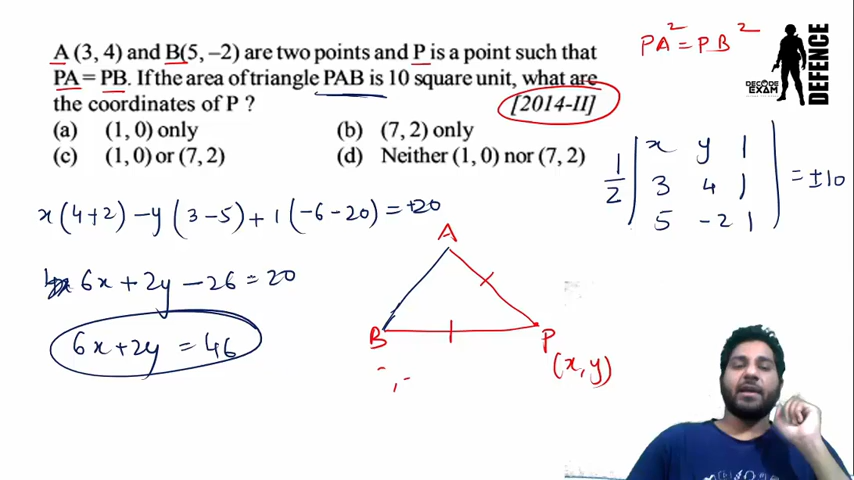 A (3, 4) and B(5, –2) are two points and P is a point such that
PA = PB. If the area of triangle PAB is 10 square unit, what are
the coordinates of P ?
[2014-II]
(a) (1, 0) only
(b) (7, 2) only
(c) (1, 0) or (7, 2)
(d) Neither (1, 0) nor (7, 2)
PA² = PB²
DECODE
EXAM
DEFENCE
1/2 | x y 1 |
| 3 4 1 | = ±10
| 5 -2 1 |
x(4+2) -y(3-5) + 1(-6-20) = +20
6x + 2y - 26 = 20
6x + 2y = 46
A
B
P
(x, y)